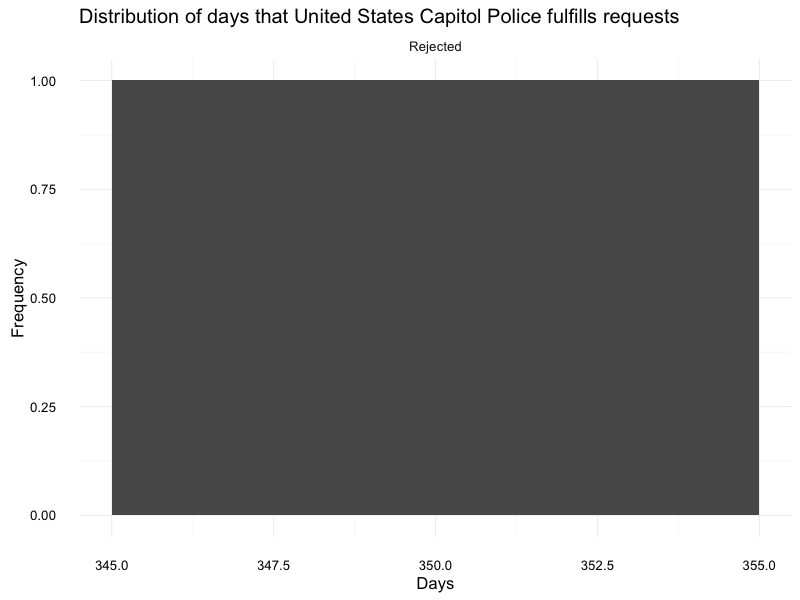 Distribution of days that United States Capitol Police fulfills requests
Rejected
1.00
0.75
0.50
0.25
0.00
Frequency
345.0 347.5 350.0 352.5 355.0
Days